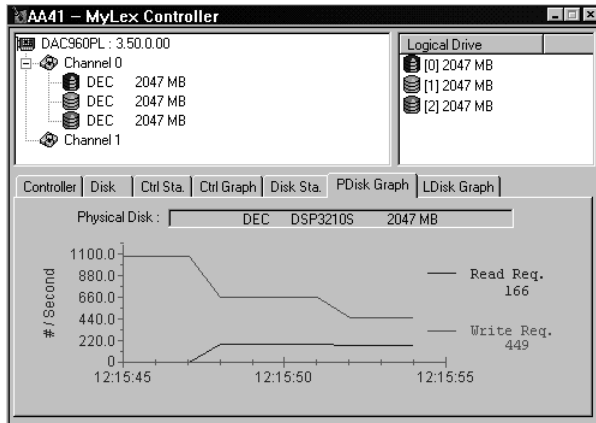 AA41 – MyLex Controller
DAC960PL : 3.50.0.00
Channel 0
DEC 2047 MB
DEC 2047 MB
DEC 2047 MB
Channel 1
Logical Drive
[0] 2047 MB
[1] 2047 MB
[2] 2047 MB
Controller Disk Ctrl Sta. Ctrl Graph Disk Sta. PDisk Graph LDisk Graph
Physical Disk : DEC DSP3210S 2047 MB
# / Second
1100.0
880.0
660.0
440.0
220.0
0
12:15:45 12:15:50 12:15:55
Read Req.
166
Write Req.
449